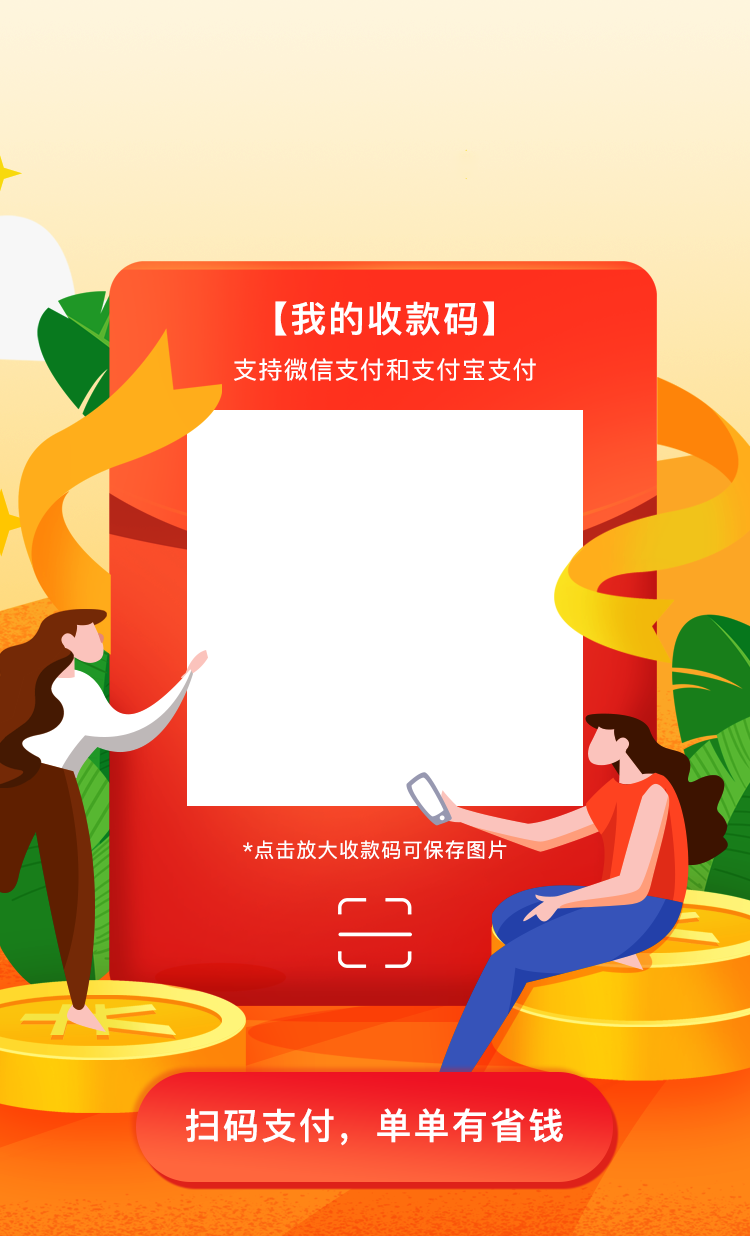 【我的收款码】
支持微信支付和支付宝支付
*点击放大收款码可保存图片
扫码支付，单单有省钱